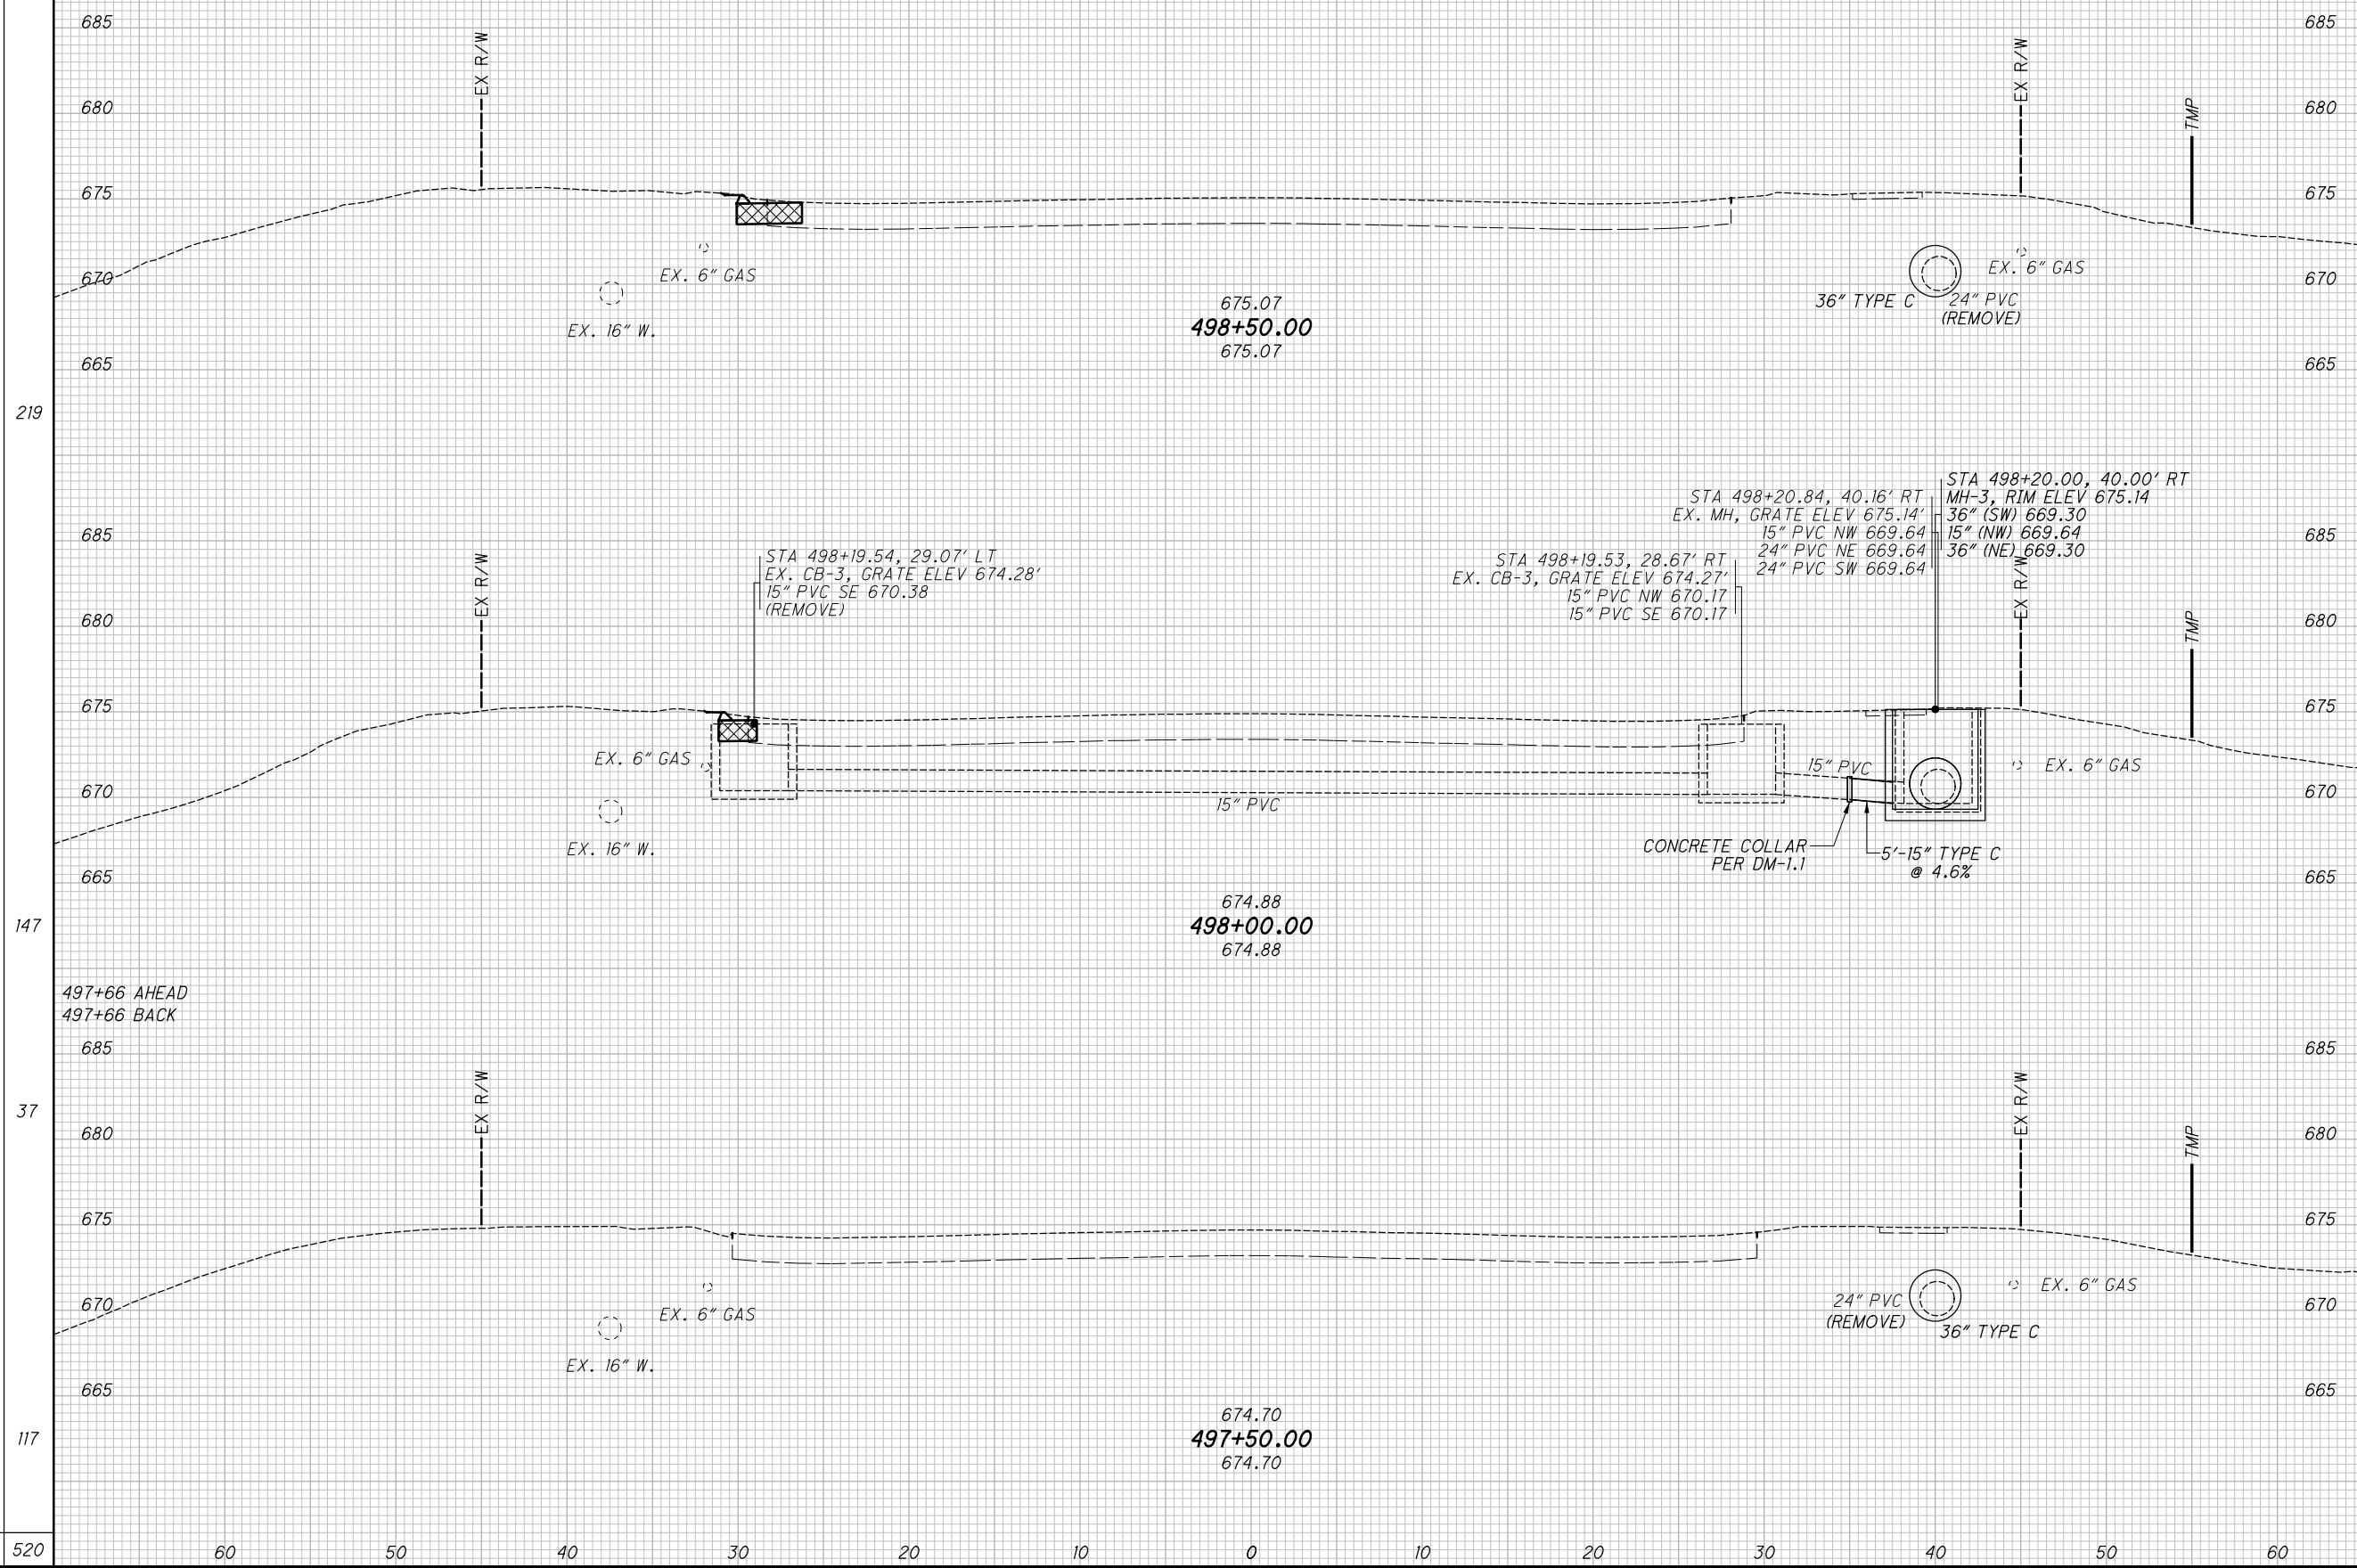 685
685
EX R/W
EX R/W
680
680
TMP
675
675
670
EX. 6" GAS
EX. 6" GAS
670
EX. 16" W.
675.07
498+50.00
675.07
36" TYPE C
24" PVC
(REMOVE)
665
665
219
STA 498+20.00, 40.00' RT
MH-3, RIM ELEV 675.14
36" (SW) 669.30
15" (NW) 669.64
36" (NE) 669.30
STA 498+20.84, 40.16' RT
EX. MH, GRATE ELEV 675.14'
15" PVC NW 669.64
24" PVC NE 669.64
24" PVC SW 669.64
685
685
STA 498+19.54, 29.07' LT
EX. CB-3, GRATE ELEV 674.28'
15" PVC SE 670.38
(REMOVE)
STA 498+19.53, 28.67' RT
EX. CB-3, GRATE ELEV 674.27'
15" PVC NW 670.17
15" PVC SE 670.17
EX R/W
EX R/W
680
680
TMP
675
675
EX. 6" GAS
15" PVC
EX. 6" GAS
670
15" PVC
670
EX. 16" W.
CONCRETE COLLAR
PER DM-1.1
5'-15" TYPE C
@ 4.6%
665
665
674.88
147
498+00.00
674.88
497+66 AHEAD
497+66 BACK
685
685
EX R/W
EX R/W
37
680
680
TMP
675
675
670
EX. 6" GAS
24" PVC
(REMOVE)
EX. 6" GAS
670
36" TYPE C
EX. 16" W.
665
665
674.70
117
497+50.00
674.70
520
60 50 40 30 20 10 0 10 20 30 40 50 60